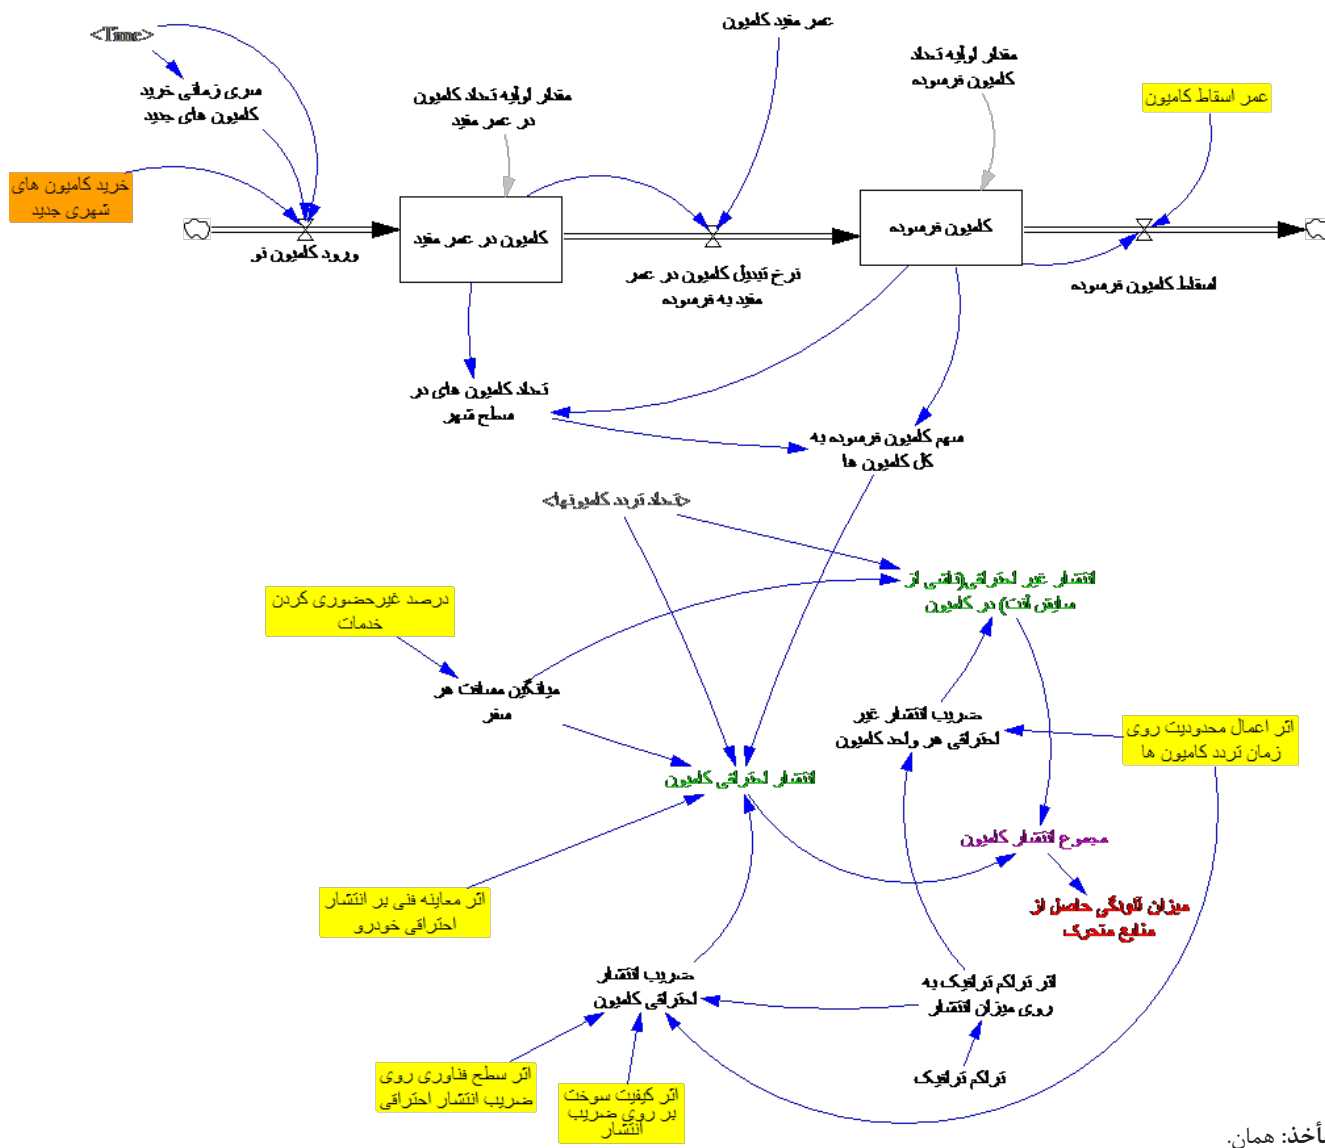 <Time>
سری زمانی خرید
کامیون های جدید
خرید کامیون های
شهری جدید
ورود کامیون نو
مقدار اولیه تعداد کامیون
در عمر مفید
کامیون در عمر مفید
عمر مفید کامیون
نرخ تبدیل کامیون در عمر
مفید به فرسوده
مقدار اولیه تعداد
کامیون فرسوده
کامیون فرسوده
عمر اسقاط کامیون
اسقاط کامیون فرسوده
تعداد کامیون های در
سطح شهر
سهم کامیون فرسوده به
کل کامیون ها
<تعداد تردد کامیونها>
انتشار غیر احتراقی(ناشی از
سایش لنت) در کامیون
درصد غیرحضوری کردن
خدمات
میانگین مسافت هر
سفر
ضریب انتشار غیر
احتراقی هر واحد کامیون
اثر اعمال محدودیت روی
زمان تردد کامیون ها
انتشار احتراقی کامیون
مجموع انتشار کامیون
اثر معاینه فنی بر انتشار
احتراقی خودرو
میزان آلودگی حاصل از
منابع متحرک
ضریب انتشار
احتراقی کامیون
اثر تراکم ترافیک به
روی میزان انتشار
تراکم ترافیک
اثر سطح فناوری روی
ضریب انتشار احتراقی
اثر کیفیت سوخت
بر روی ضریب
انتشار
مأخذ: همان.